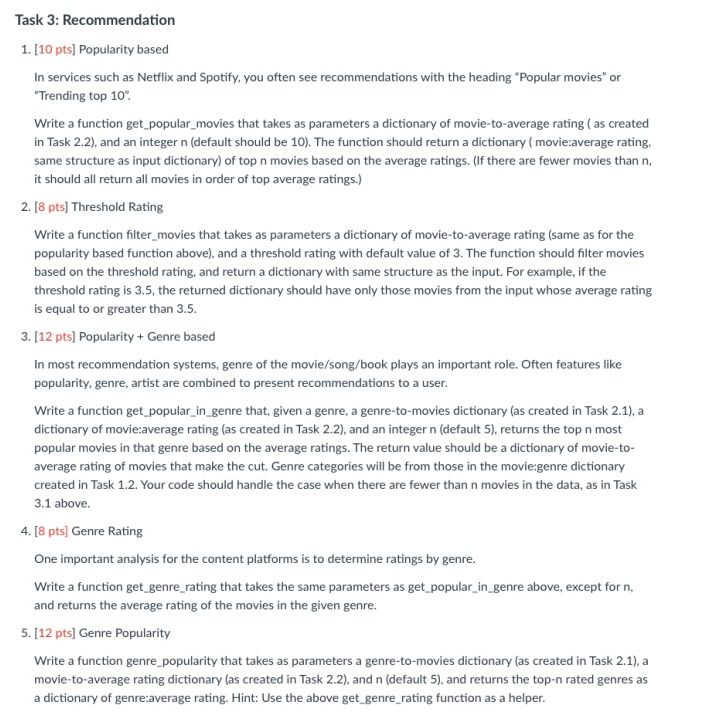 Task 3: Recommendation
1. [10 pts] Popularity based
In services such as Netflix and Spotify, you often see recommendations with the heading “Popular movies” or
“Trending top 10”.
Write a function get_popular_movies that takes as parameters a dictionary of movie-to-average rating ( as created
in Task 2.2), and an integer n (default should be 10). The function should return a dictionary ( movie:average rating,
same structure as input dictionary) of top n movies based on the average ratings. (If there are fewer movies than n,
it should all return all movies in order of top average ratings.)
2. [8 pts] Threshold Rating
Write a function filter_movies that takes as parameters a dictionary of movie-to-average rating (same as for the
popularity based function above), and a threshold rating with default value of 3. The function should filter movies
based on the threshold rating, and return a dictionary with same structure as the input. For example, if the
threshold rating is 3.5, the returned dictionary should have only those movies from the input whose average rating
is equal to or greater than 3.5.
3. [12 pts] Popularity + Genre based
In most recommendation systems, genre of the movie/song/book plays an important role. Often features like
popularity, genre, artist are combined to present recommendations to a user.
Write a function get_popular_in_genre that, given a genre, a genre-to-movies dictionary (as created in Task 2.1), a
dictionary of movie:average rating (as created in Task 2.2), and an integer n (default 5), returns the top n most
popular movies in that genre based on the average ratings. The return value should be a dictionary of movie-to-
average rating of movies that make the cut. Genre categories will be from those in the movie:genre dictionary
created in Task 1.2. Your code should handle the case when there are fewer than n movies in the data, as in Task
3.1 above.
4. [8 pts] Genre Rating
One important analysis for the content platforms is to determine ratings by genre.
Write a function get_genre_rating that takes the same parameters as get_popular_in_genre above, except for n,
and returns the average rating of the movies in the given genre.
5. [12 pts] Genre Popularity
Write a function genre_popularity that takes as parameters a genre-to-movies dictionary (as created in Task 2.1), a
movie-to-average rating dictionary (as created in Task 2.2), and n (default 5), and returns the top-n rated genres as
a dictionary of genre:average rating. Hint: Use the above get_genre_rating function as a helper.